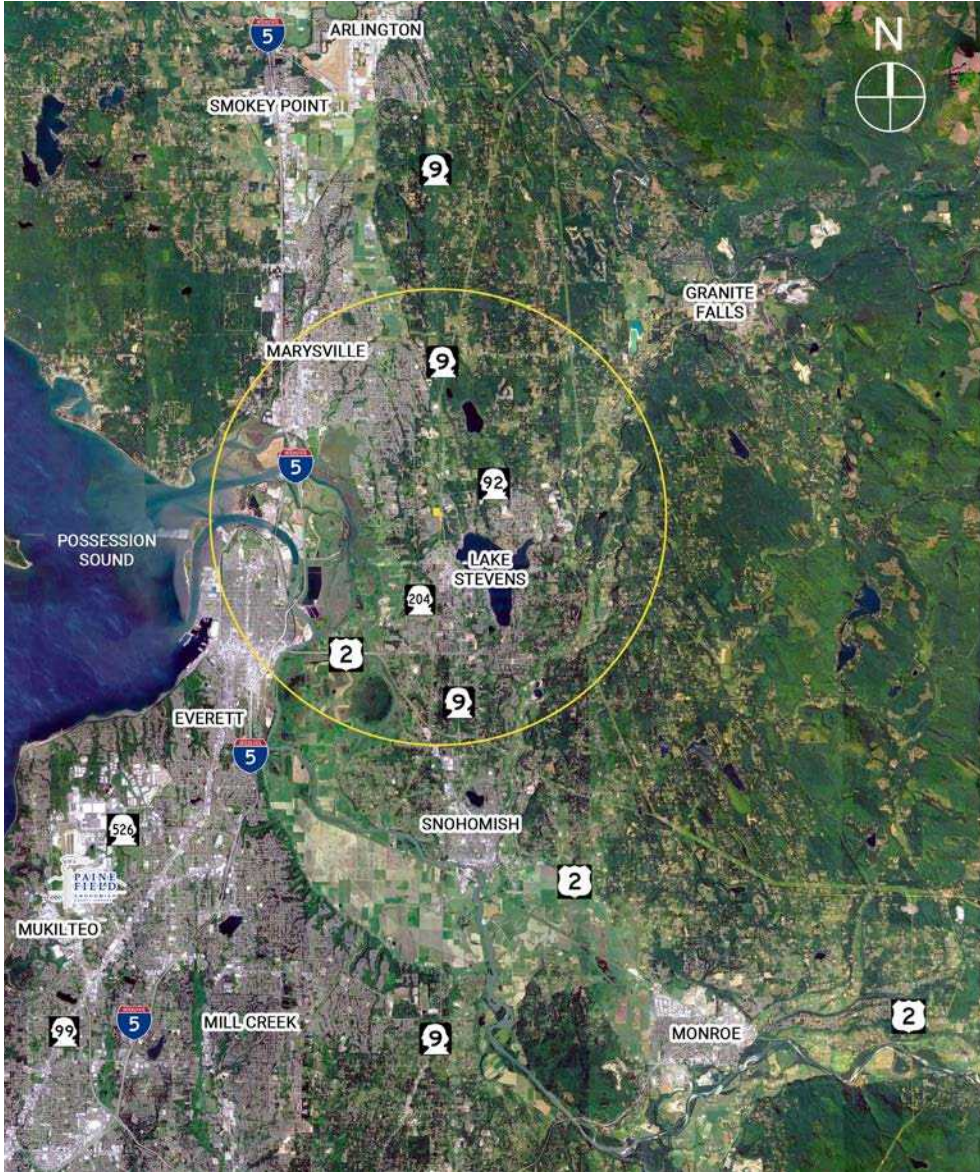 ARLINGTON
5
N
SMOKEY POINT
9
GRANITE
FALLS
MARYSVILLE
9
5
92
POSSESSION
SOUND
LAKE
STEVENS
204
2
9
EVERETT
5
SNOHOMISH
526
2
PAINE
FIELD
MUKILTEO
99
5
MILL CREEK
9
MONROE
2